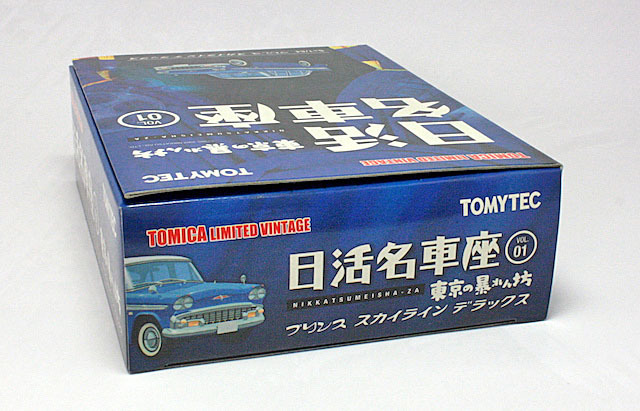 日活
名車座
NIKKATSUMEISHA-ZA
VOL.
01
東京の暴れん坊
TOMICA LIMITED VINTAGE
TOMYTEC
TOMICA LIMITED VINTAGE
TOMYTEC
日活名車座
VOL.
01
NIKKATSUMEISHA-ZA
東京の暴れん坊
プリンス スカイライン デラックス